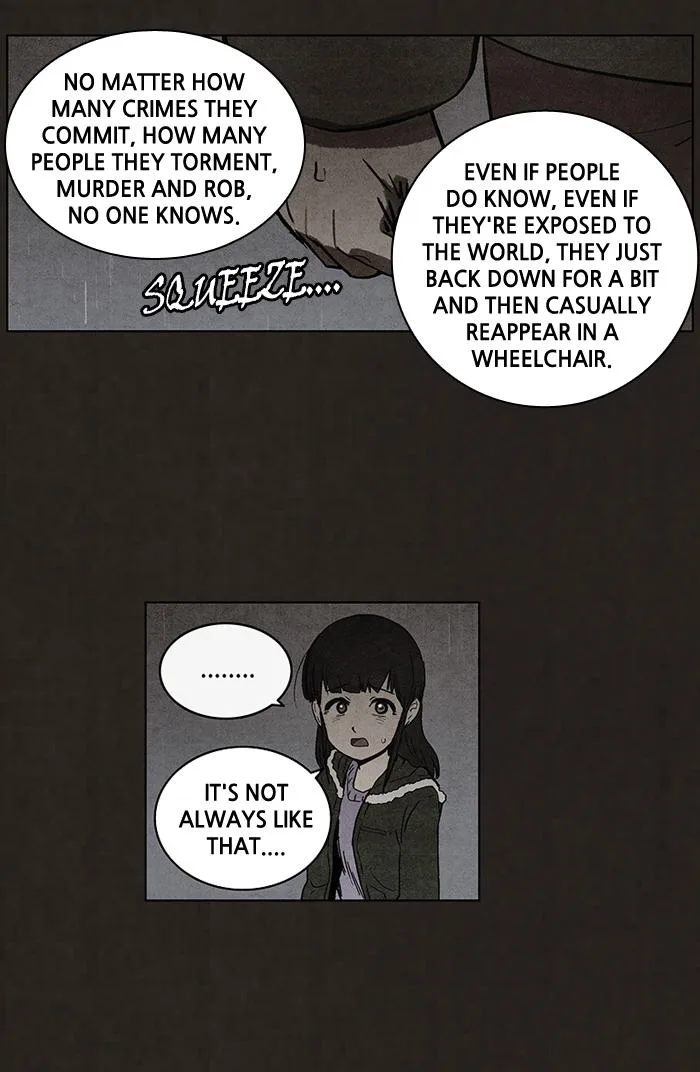 NO MATTER HOW
MANY CRIMES THEY
COMMIT, HOW MANY
PEOPLE THEY TORMENT,
MURDER AND ROB,
NO ONE KNOWS.
EVEN IF PEOPLE
DO KNOW, EVEN IF
THEY'RE EXPOSED TO
THE WORLD, THEY JUST
BACK DOWN FOR A BIT
AND THEN CASUALLY
REAPPEAR IN A
WHEELCHAIR.
SQUEEZE....
........
IT'S NOT
ALWAYS LIKE
THAT....